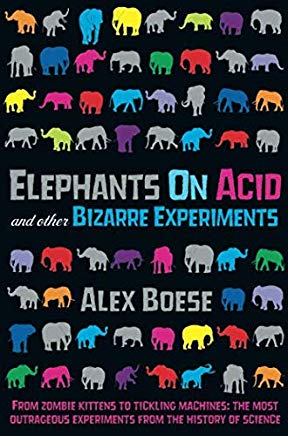 ELEPHANTS ON ACID
and other BIZARRE EXPERIMENTS
ALEX BOESE
FROM ZOMBIE KITTENS TO TICKLING MACHINES: THE MOST
OUTRAGEOUS EXPERIMENTS FROM THE HISTORY OF SCIENCE